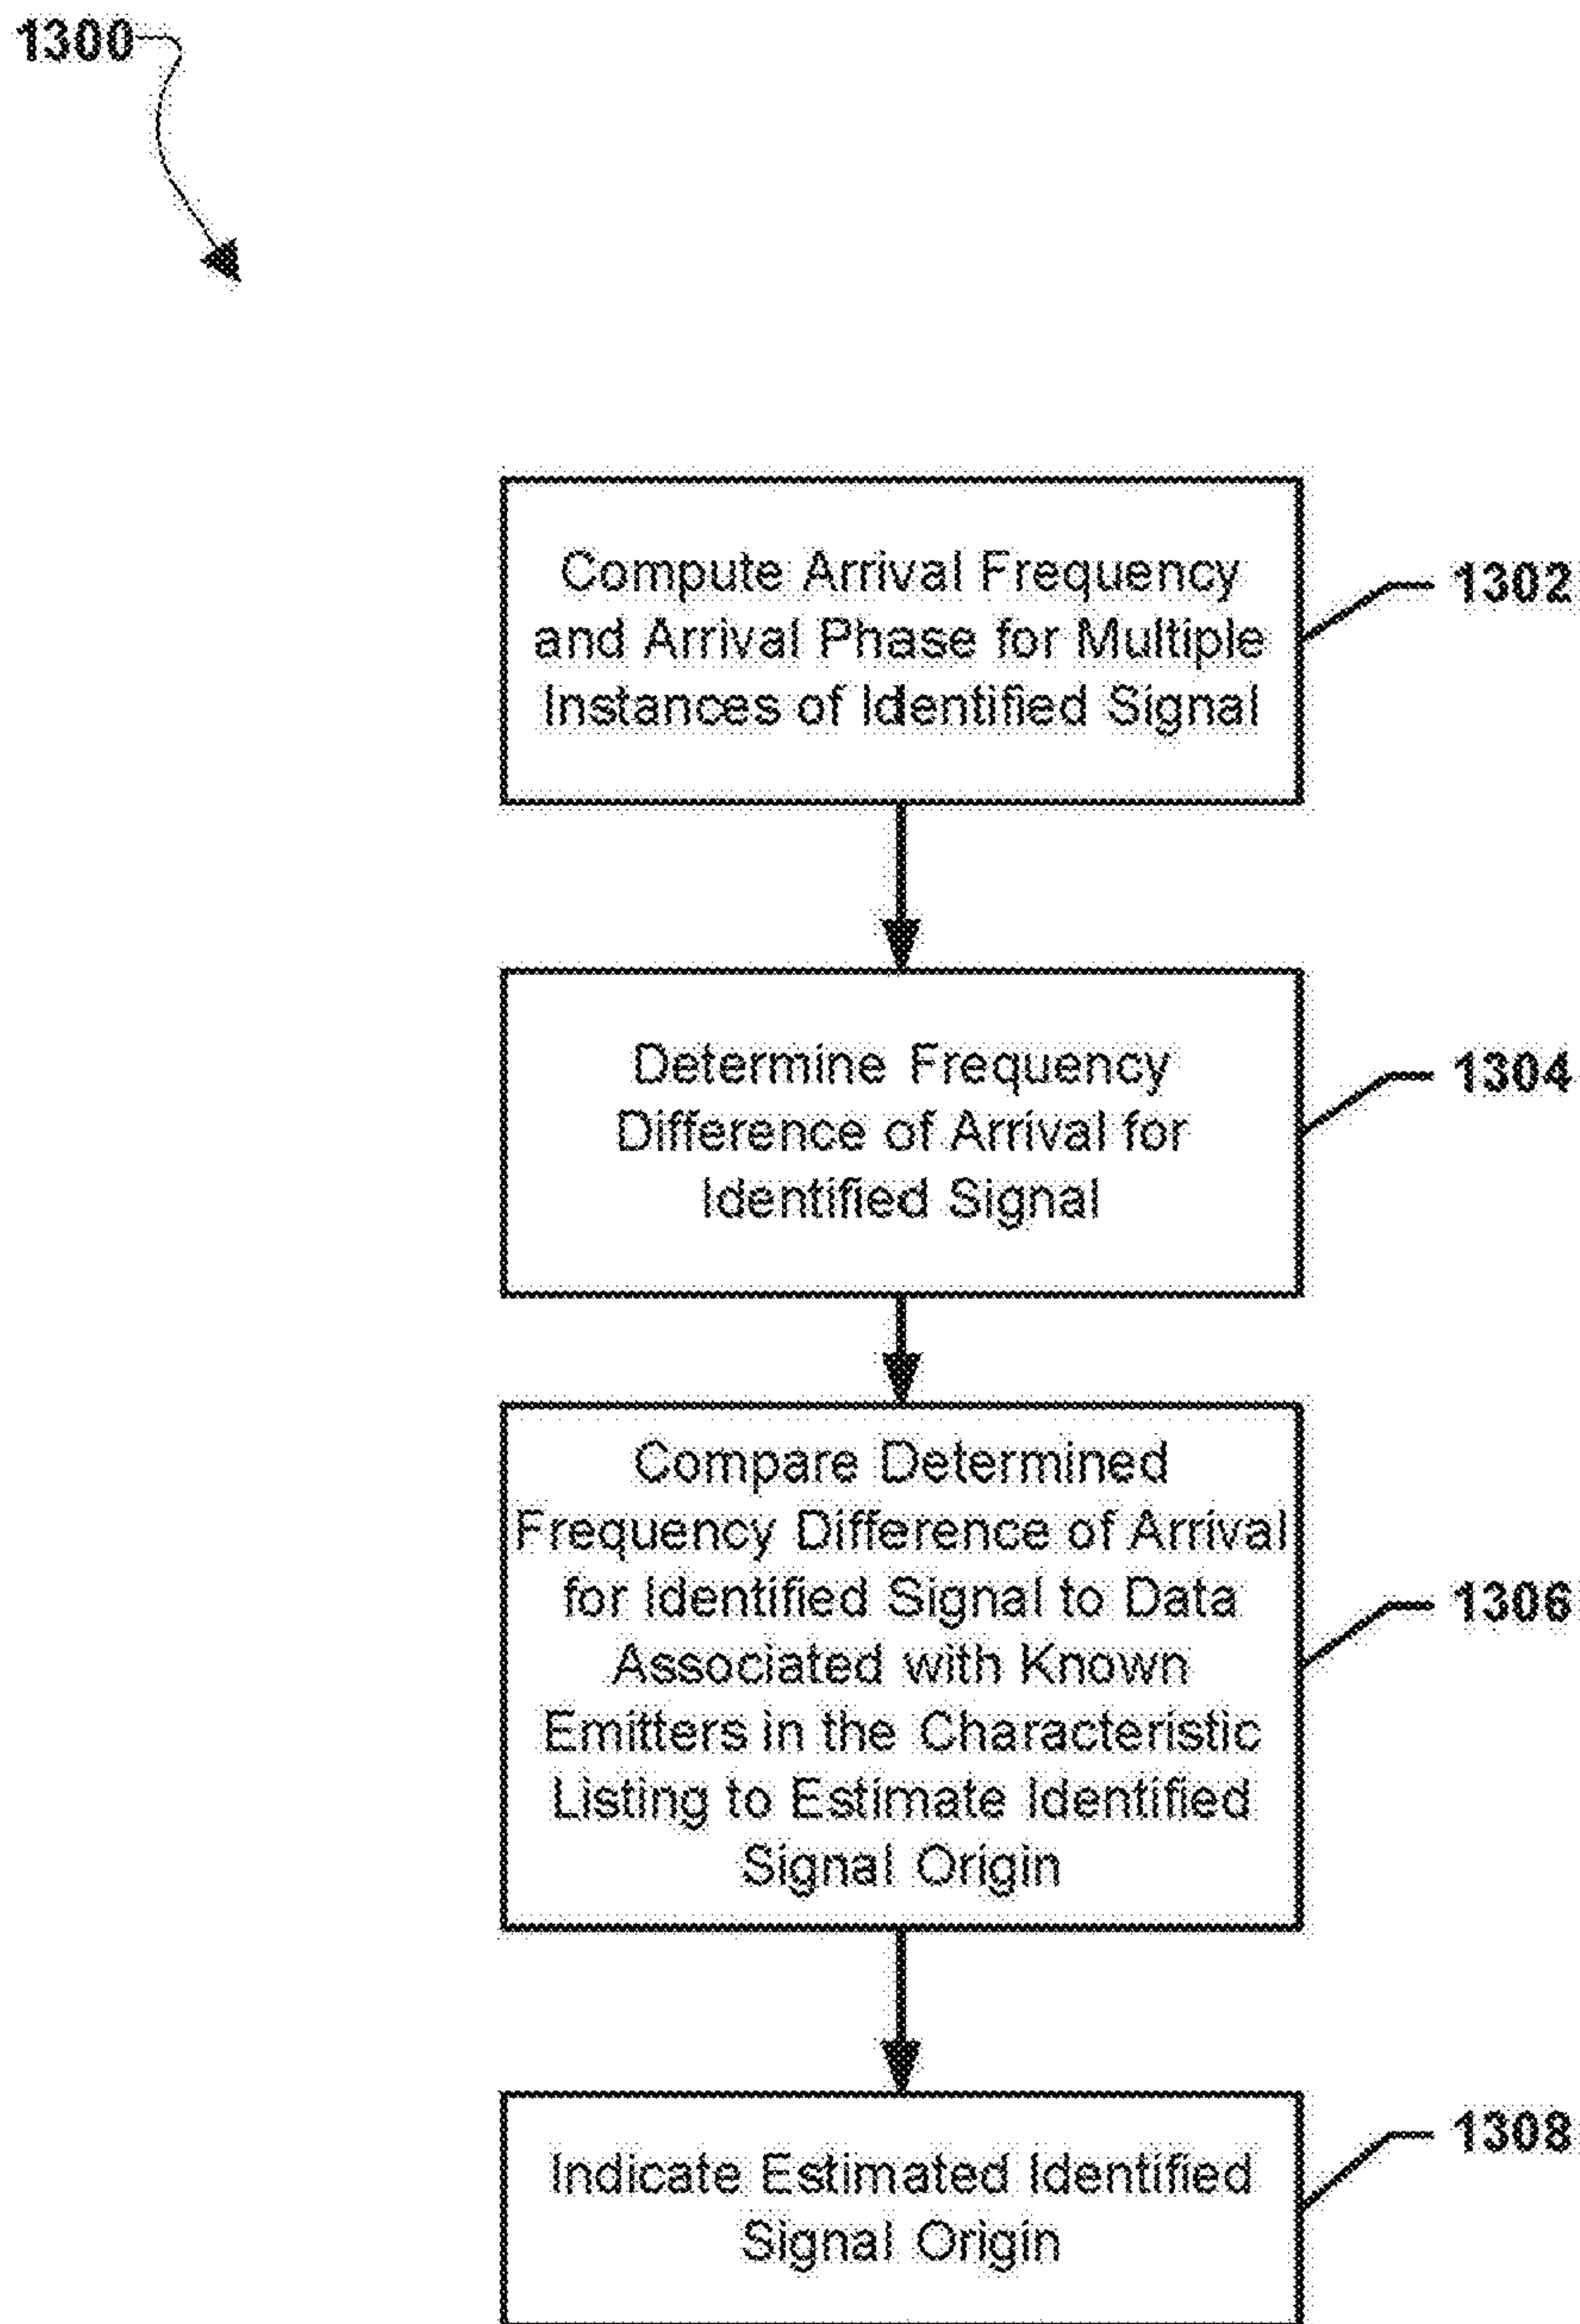 1300
Compute Arrival Frequency
and Arrival Phase for Multiple
Instances of Identified Signal
1302
Determine Frequency
Difference of Arrival for
Identified Signal
1304
Compare Determined
Frequency Difference of Arrival
for Identified Signal to Data
Associated with Known
Emitters in the Characteristic
Listing to Estimate Identified
Signal Origin
1306
Indicate Estimated Identified
Signal Origin
1308